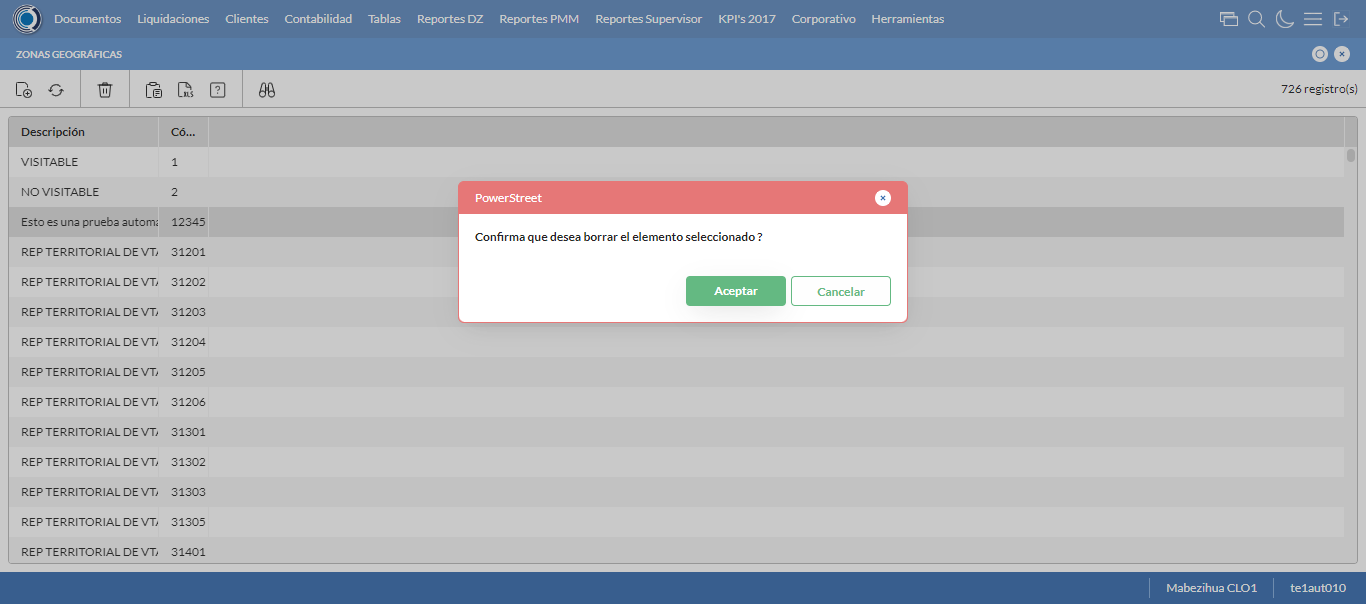 Documentos Liquidaciones Clientes Contabilidad Tablas Reportes DZ Reportes PMM Reportes Supervisor KPI's 2017 Corporativo Herramientas
ZONAS GEOGRÁFICAS
XLS ? 726 registro(s)
Descripción Có...
VISITABLE 1
NO VISITABLE 2
Esto es una prueba automa 12345
REP TERRITORIAL DE VTA 31201
REP TERRITORIAL DE VTA 31202
REP TERRITORIAL DE VTA 31203
REP TERRITORIAL DE VTA 31204
REP TERRITORIAL DE VTA 31205
REP TERRITORIAL DE VTA 31206
REP TERRITORIAL DE VTA 31301
REP TERRITORIAL DE VTA 31302
REP TERRITORIAL DE VTA 31303
REP TERRITORIAL DE VTA 31305
REP TERRITORIAL DE VTA 31401
PowerStreet
Confirma que desea borrar el elemento seleccionado ?
Aceptar Cancelar
Mabezihua CLO1 te1aut010